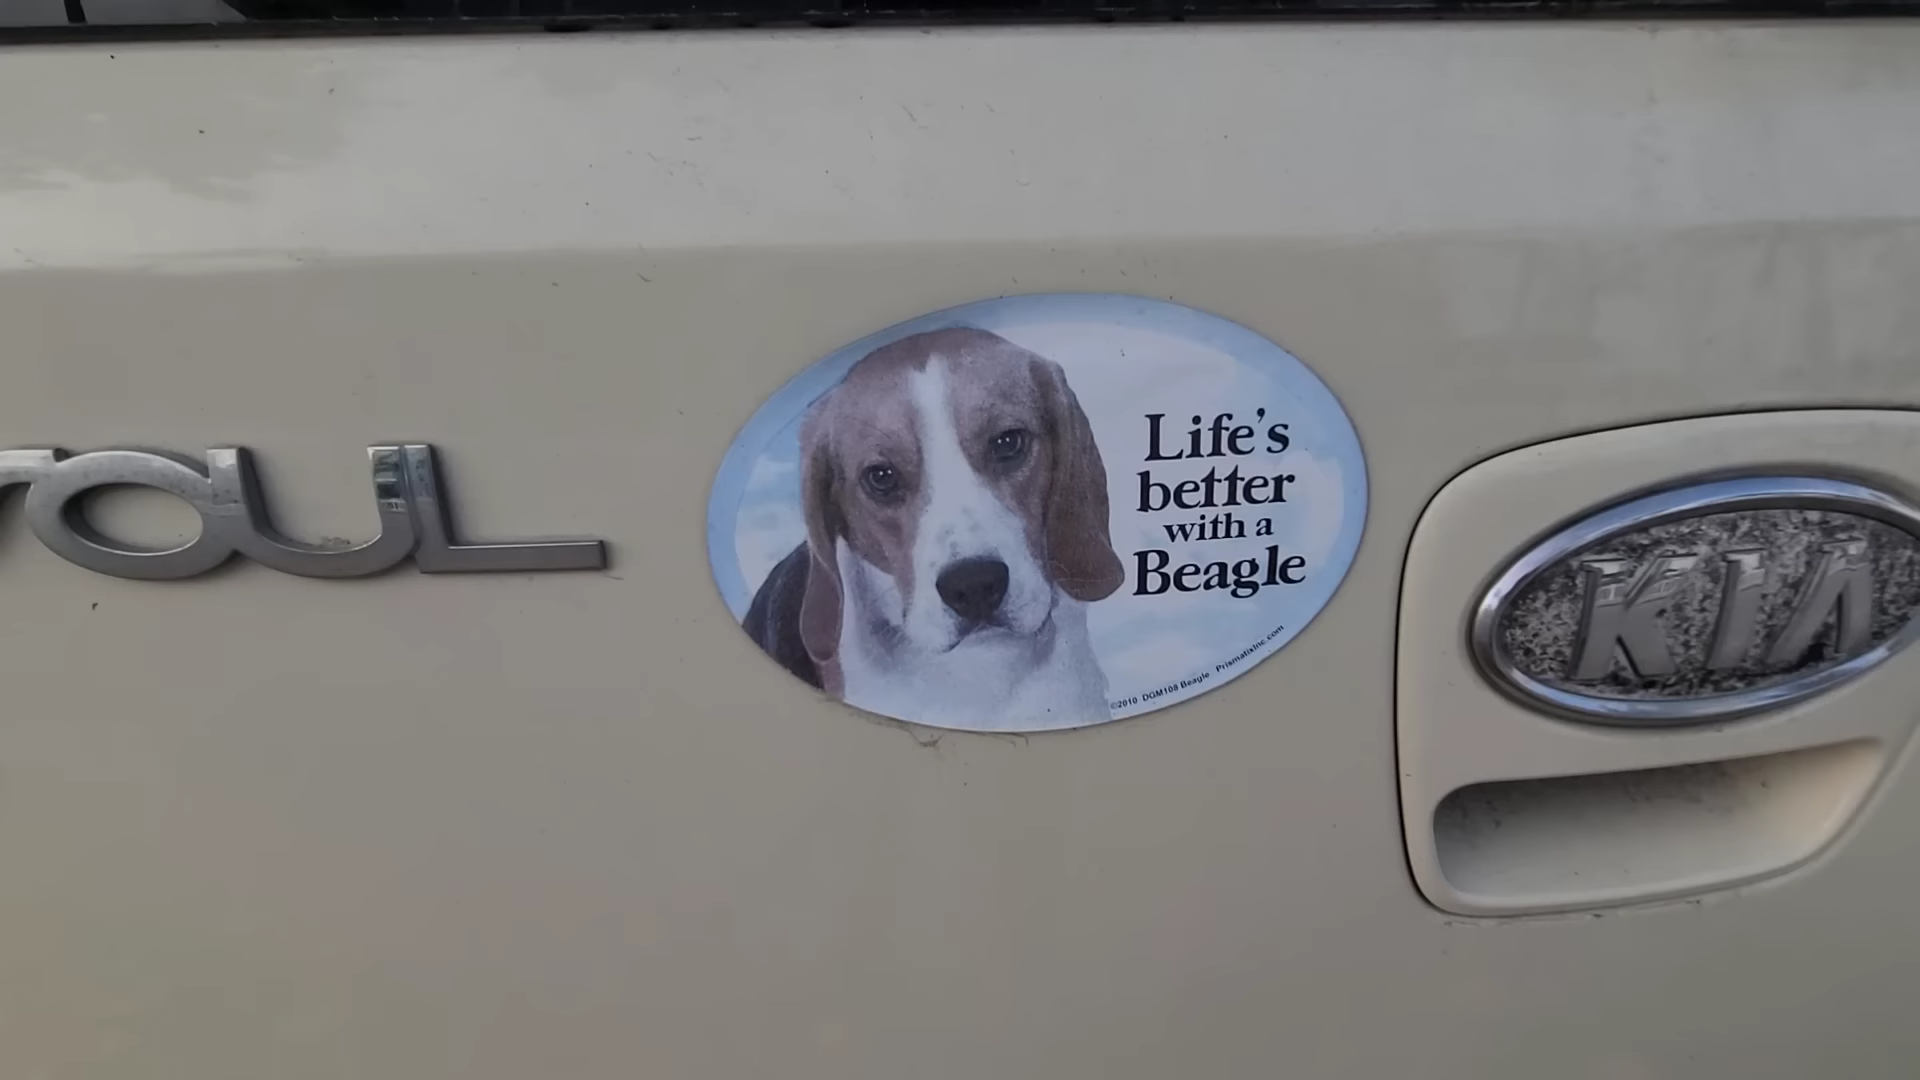 SOUL
Life's
better
with a
Beagle
©2010 DGM108 Beagle PrismatixInc.com
KIA